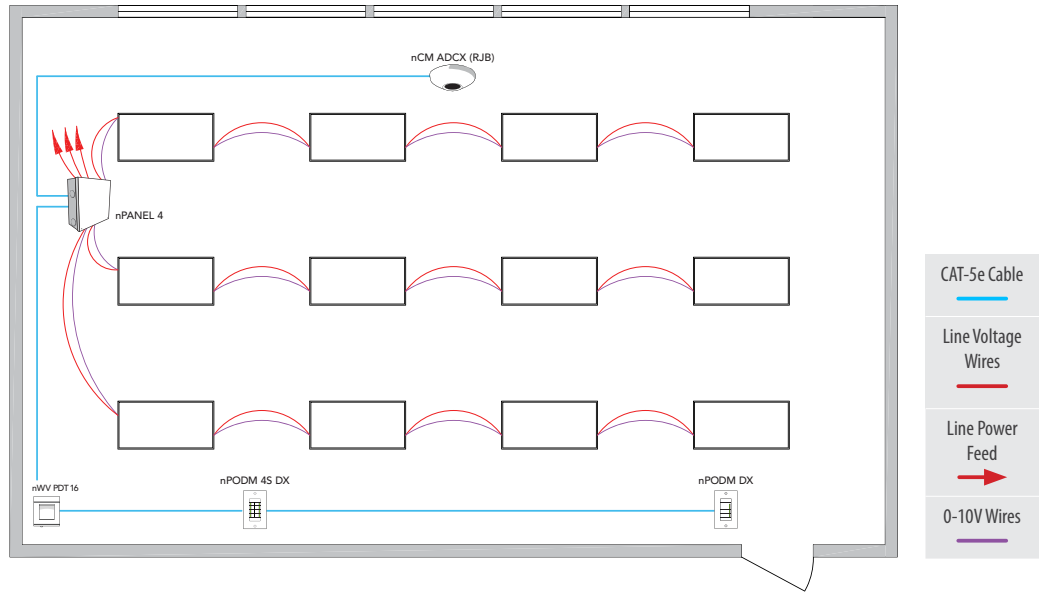 nCM ADCX (RJB)
nPANEL 4
nWV PDT 16
nPODM 4S DX
nPODM DX
CAT-5e Cable
Line Voltage
Wires
Line Power
Feed
0-10V Wires